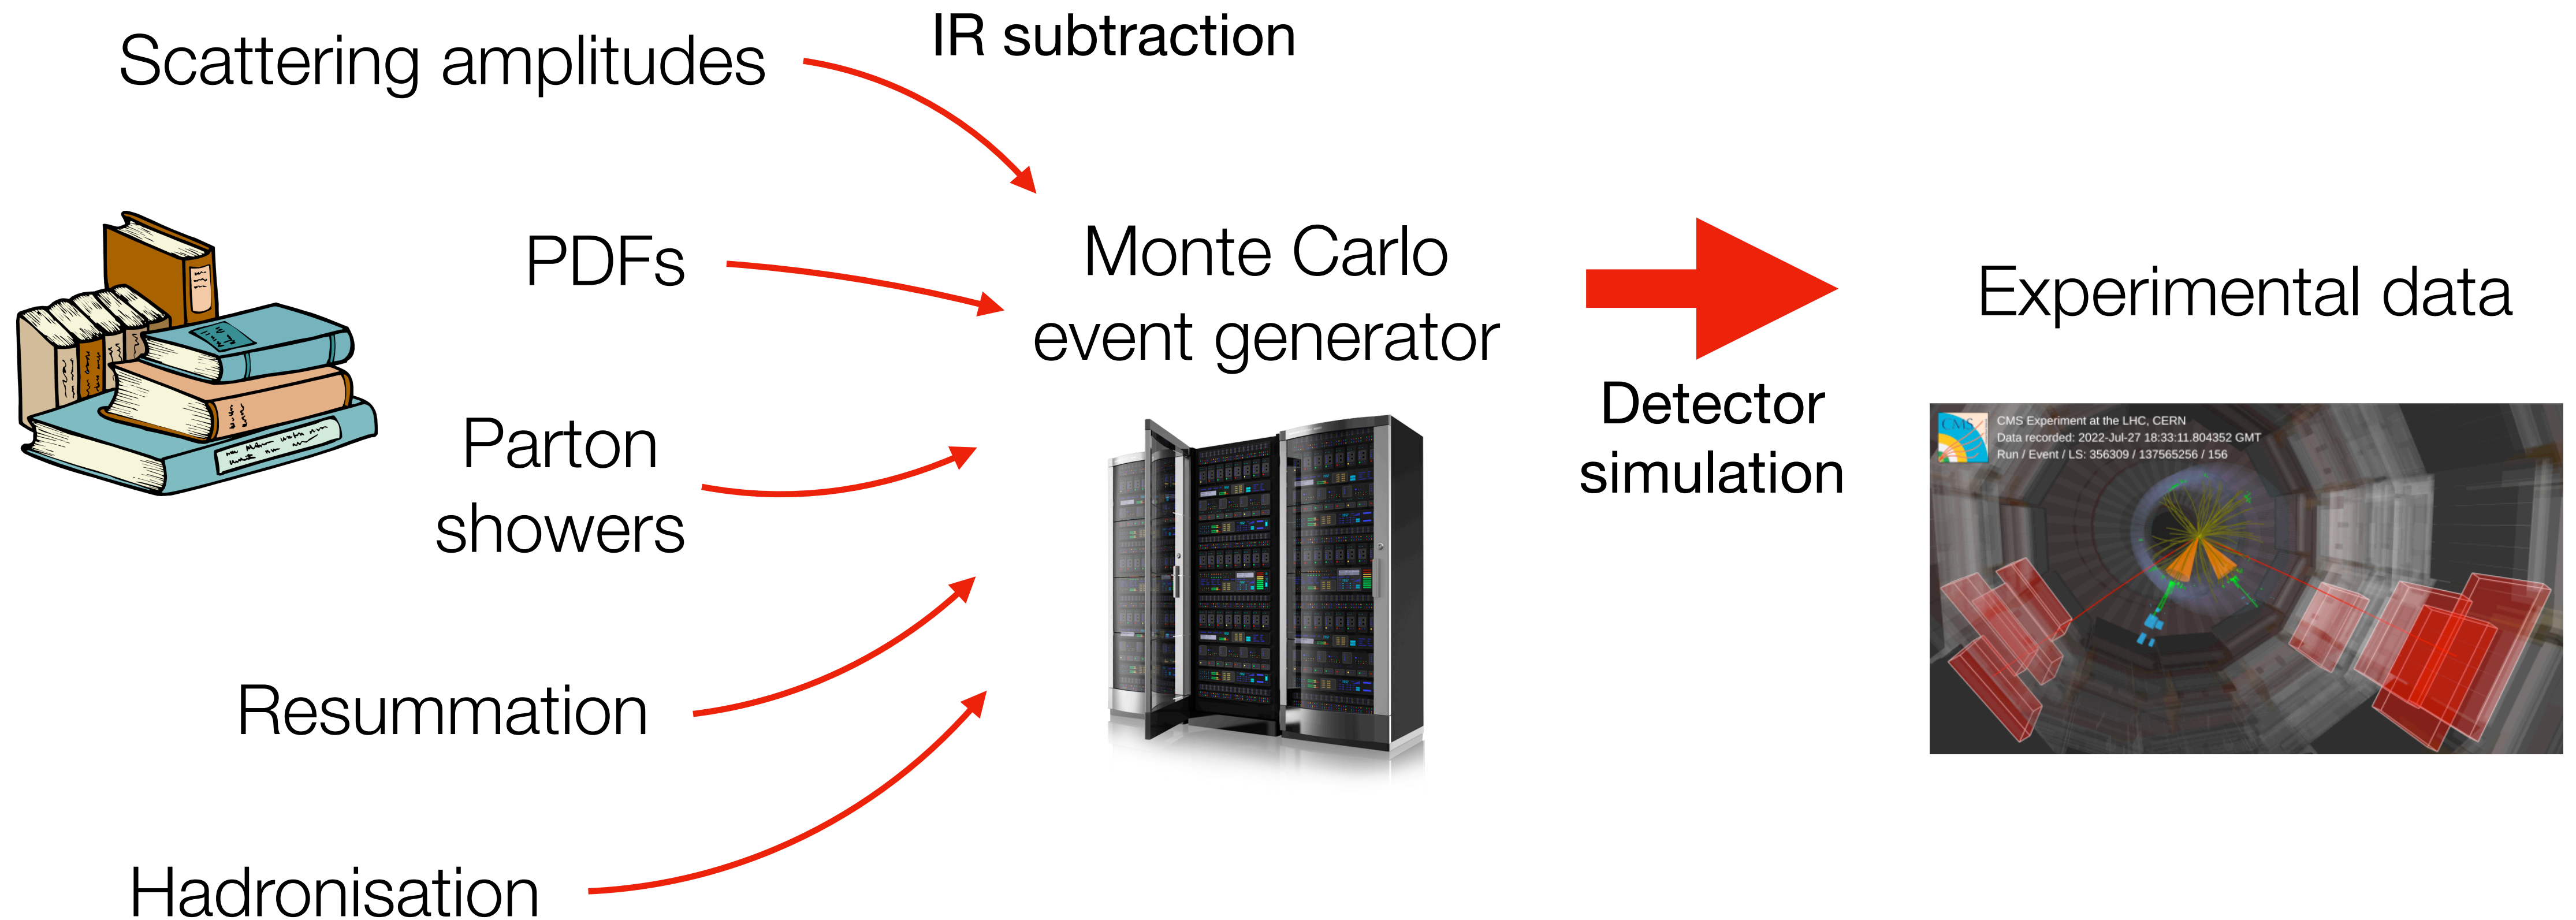 Scattering amplitudes
IR subtraction
PDFs
Parton
showers
Resummation
Hadronisation
Monte Carlo
event generator
Detector
simulation
Experimental data
CMS
CMS Experiment at the LHC, CERN
Data recorded: 2022-Jul-27 18:33:11.804352 GMT
Run / Event / LS: 356309 / 137565256 / 156